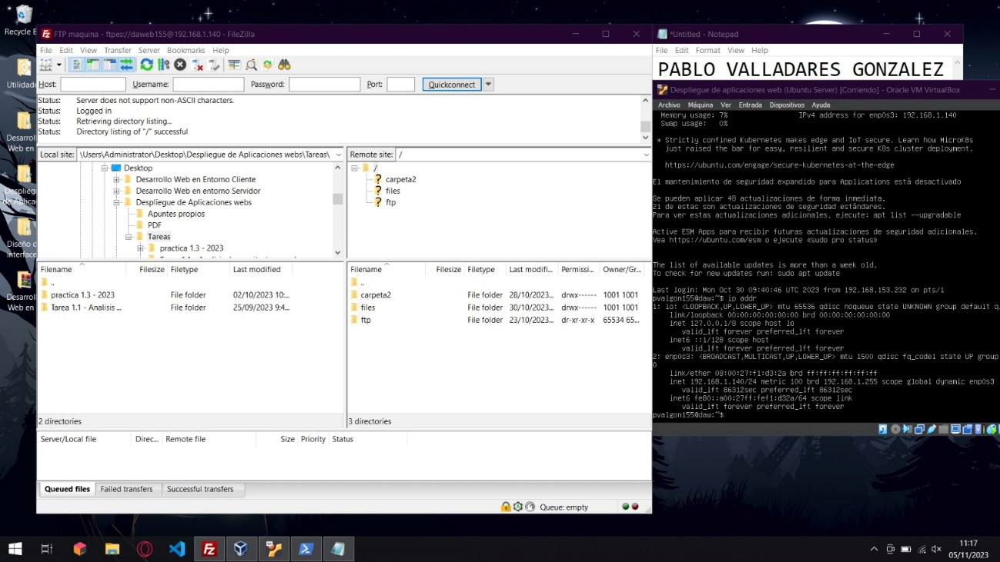 Recycle B
Utilidade
Desarrol
Web en
Desplieg
de Aplica
Diseño d
interface
Desarrol
Web en
FTP maquina - ftpes://daweb155@192.168.1.140 - FileZilla
File Edit View Transfer Server Bookmarks Help
Host: Username: Password: Port: Quickconnect
Status: Server does not support non-ASCII characters.
Status: Logged in
Status: Retrieving directory listing...
Status: Directory listing of "/" successful
Local site: \Users\Administrator\Desktop\Despliegue de Aplicaciones webs\Tareas\
Desktop
Desarrollo Web en Entorno Cliente
Desarrollo Web en entorno Servidor
Despliegue de Aplicaciones webs
Apuntes propios
PDF
Tareas
practica 1.3 - 2023
Remote site: /
/
carpeta2
files
ftp
Filename Filesize Filetype Last modified
..
practica 1.3 - 2023 File folder 02/10/2023 10:...
Tarea 1.1 - Analisis ... File folder 25/09/2023 9:4...
2 directories
Filename Filesize Filetype Last modifi... Permissi... Owner/Gr...
..
carpeta2 File folder 28/10/2023... drwx------ 1001 1001
files File folder 30/10/2023... drwx------ 1001 1001
ftp File folder 23/10/2023... dr-xr-xr-x 65534 65...
3 directories
Server/Local file Direc... Remote file Size Priority Status
Queued files Failed transfers Successful transfers
Queue: empty
*Untitled - Notepad
File Edit Format View Help
PABLO VALLADARES GONZALEZ
Despliegue de aplicaciones web (Ubuntu Server) [Corriendo] - Oracle VM VirtualBox
Archivo Máquina Ver Entrada Dispositivos Ayuda
Memory usage: 7% IPv4 address for enp0s3: 192.168.1.140
Swap usage: 0%
* Strictly confined Kubernetes makes edge and IoT secure. Learn how MicroK8s
just raised the bar for easy, resilient and secure K8s cluster deployment.
https://ubuntu.com/engage/secure-kubernetes-at-the-edge
El mantenimiento de seguridad expandido para Applications está desactivado
Se pueden aplicar 48 actualizaciones de forma inmediata.
21 de estas son actualizaciones de seguridad estándares.
Para ver estas actualizaciones adicionales, ejecute: apt list --upgradable
Active ESM Apps para recibir futuras actualizaciones de seguridad adicionales.
Vea https://ubuntu.com/esm o ejecute «sudo pro status»
The list of available updates is more than a week old.
To check for new updates run: sudo apt update
Last login: Mon Oct 30 09:40:46 UTC 2023 from 192.168.153.232 on pts/1
pvalgon155@daw:~$ ip addr
1: lo: <LOOPBACK,UP,LOWER_UP> mtu 65536 qdisc noqueue state UNKNOWN group default q
link/loopback 00:00:00:00:00:00 brd 00:00:00:00:00:00
inet 127.0.0.1/8 scope host lo
valid_lft forever preferred_lft forever
inet6 ::1/128 scope host
valid_lft forever preferred_lft forever
2: enp0s3: <BROADCAST,MULTICAST,UP,LOWER_UP> mtu 1500 qdisc fq_codel state UP group
0
link/ether 08:00:27:f1:d3:2a brd ff:ff:ff:ff:ff:ff
inet 192.168.1.140/24 metric 100 brd 192.168.1.255 scope global dynamic enp0s3
valid_lft 86312sec preferred_lft 86312sec
inet6 fe80::a00:27ff:fef1:d32a/64 scope link
valid_lft forever preferred_lft forever
pvalgon155@daw:~$
11:17
05/11/2023